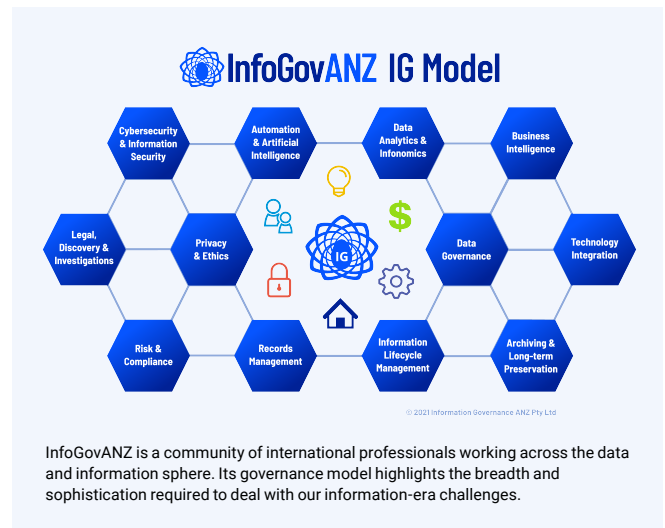 InfoGovANZ IG Model
Cybersecurity
& Information
Security
Automation
& Artificial
Intelligence
Data
Analytics &
Infonomics
Business
Intelligence
Legal,
Discovery &
Investigations
Privacy
& Ethics
$
IG
Data
Governance
Technology
Integration
Risk &
Compliance
Records
Management
Information
Lifecycle
Management
Archiving &
Long-term
Preservation
© 2021 Information Governance ANZ Pty Ltd
InfoGovANZ is a community of international professionals working across the data
and information sphere. Its governance model highlights the breadth and
sophistication required to deal with our information-era challenges.